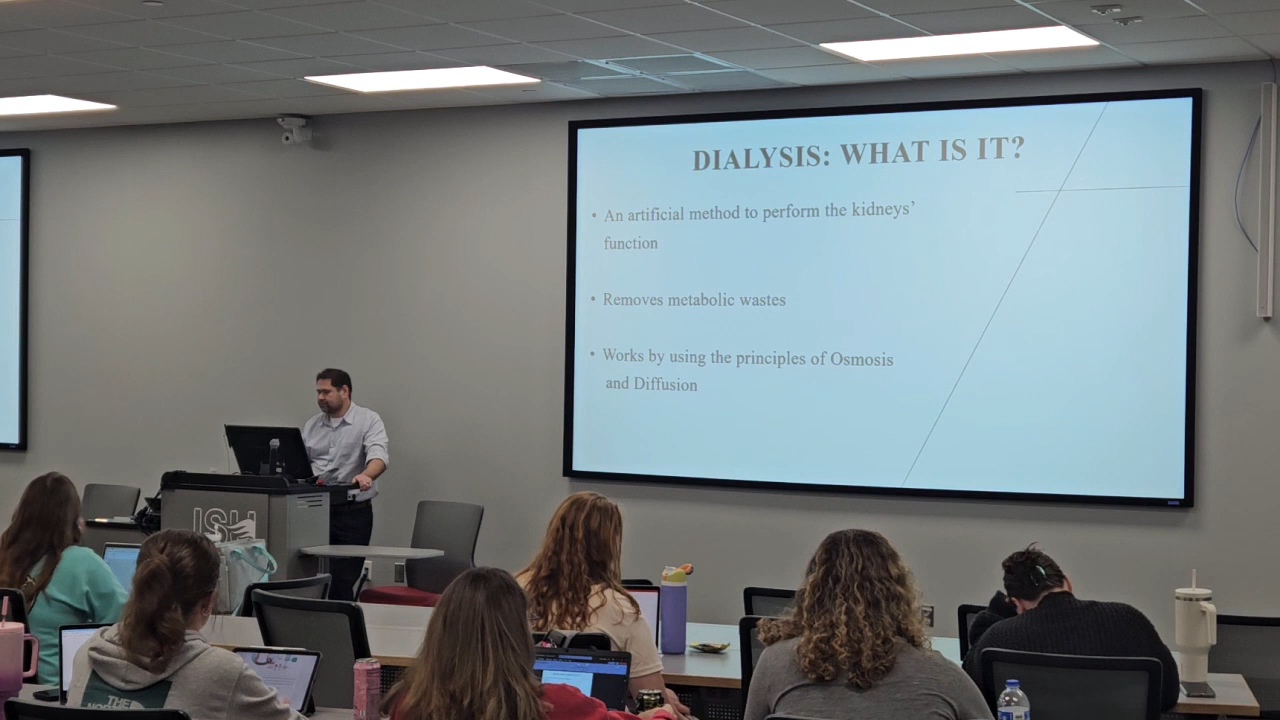 DIALYSIS: WHAT IS IT?
• An artificial method to perform the kidneys'
function
• Removes metabolic wastes
• Works by using the principles of Osmosis
and Diffusion
ISU
THE